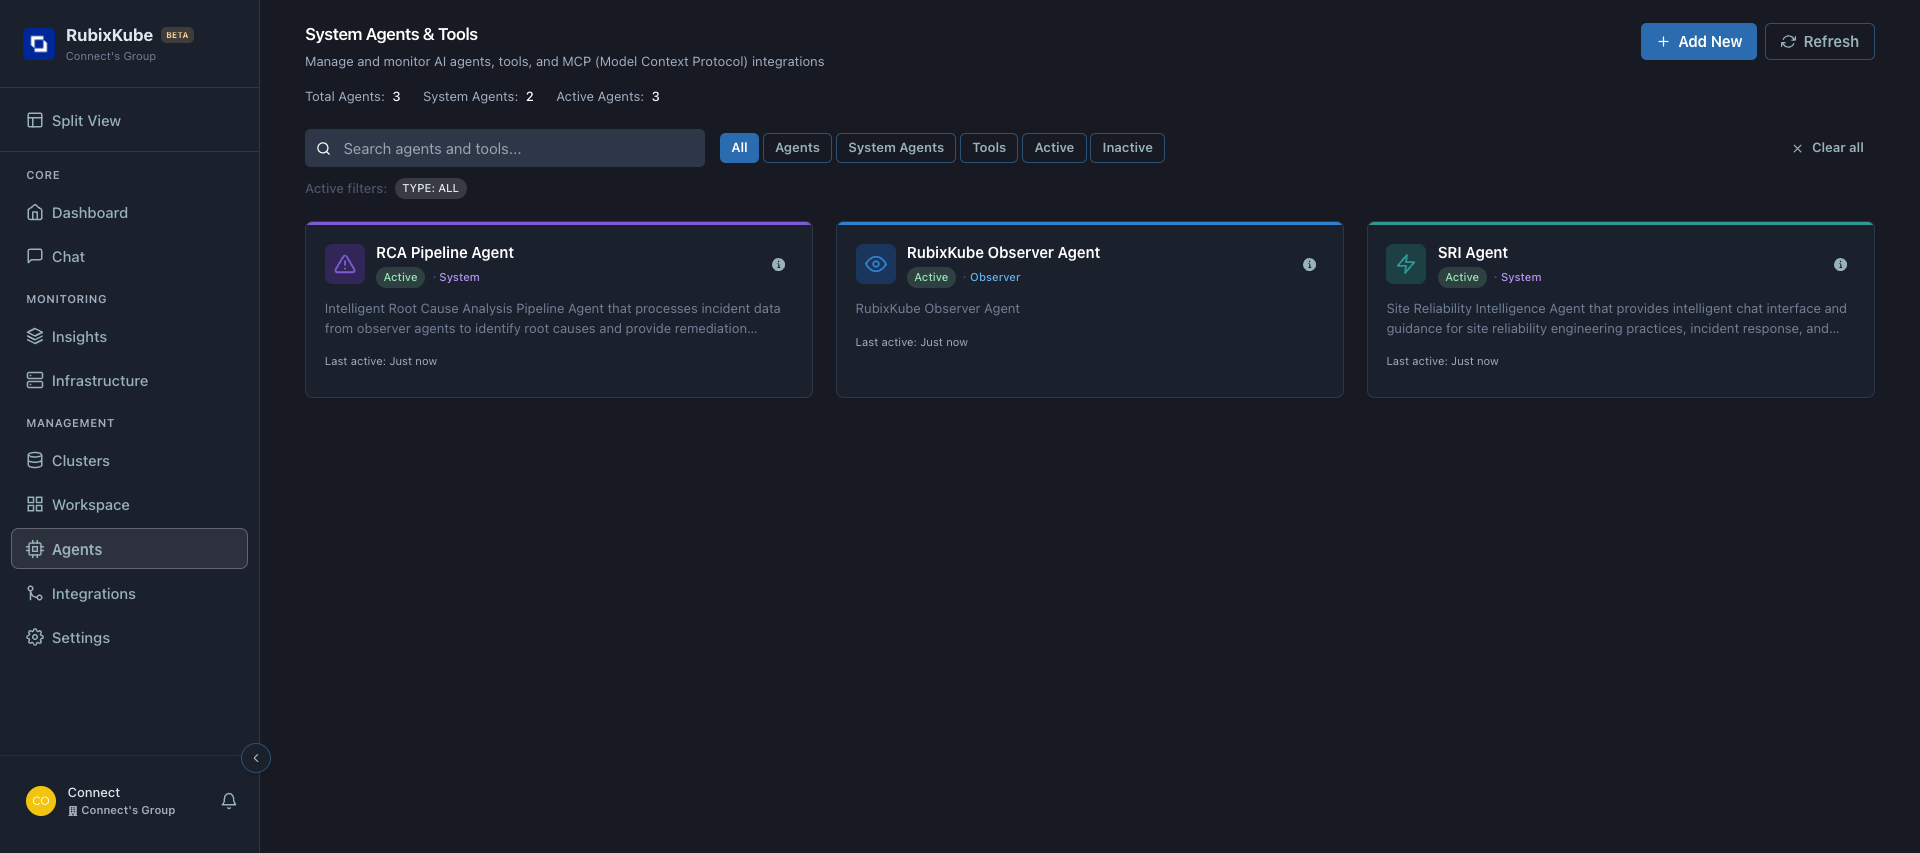 RubixKube BETA
Connect's Group
Split View
CORE
Dashboard
Chat
MONITORING
Insights
Infrastructure
MANAGEMENT
Clusters
Workspace
Agents
Integrations
Settings
CO
Connect
Connect's Group
System Agents & Tools
Manage and monitor AI agents, tools, and MCP (Model Context Protocol) integrations
Add New
Refresh
Total Agents: 3 System Agents: 2 Active Agents: 3
Search agents and tools...
All Agents System Agents Tools Active Inactive
Clear all
Active filters: TYPE: ALL
RCA Pipeline Agent
Active · System
Intelligent Root Cause Analysis Pipeline Agent that processes incident data
from observer agents to identify root causes and provide remediation...
Last active: Just now
RubixKube Observer Agent
Active · Observer
RubixKube Observer Agent
Last active: Just now
SRI Agent
Active · System
Site Reliability Intelligence Agent that provides intelligent chat interface and
guidance for site reliability engineering practices, incident response, and...
Last active: Just now